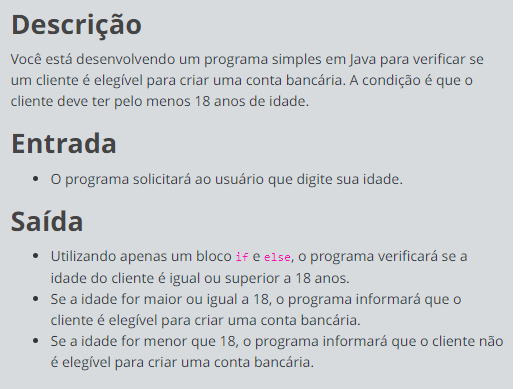 Descrição
Você está desenvolvendo um programa simples em Java para verificar se
um cliente é elegível para criar uma conta bancária. A condição é que o
cliente deve ter pelo menos 18 anos de idade.
Entrada
• O programa solicitará ao usuário que digite sua idade.
Saída
• Utilizando apenas um bloco if e else, o programa verificará se a
idade do cliente é igual ou superior a 18 anos.
• Se a idade for maior ou igual a 18, o programa informará que o
cliente é elegível para criar uma conta bancária.
• Se a idade for menor que 18, o programa informará que o cliente não
é elegível para criar uma conta bancária.